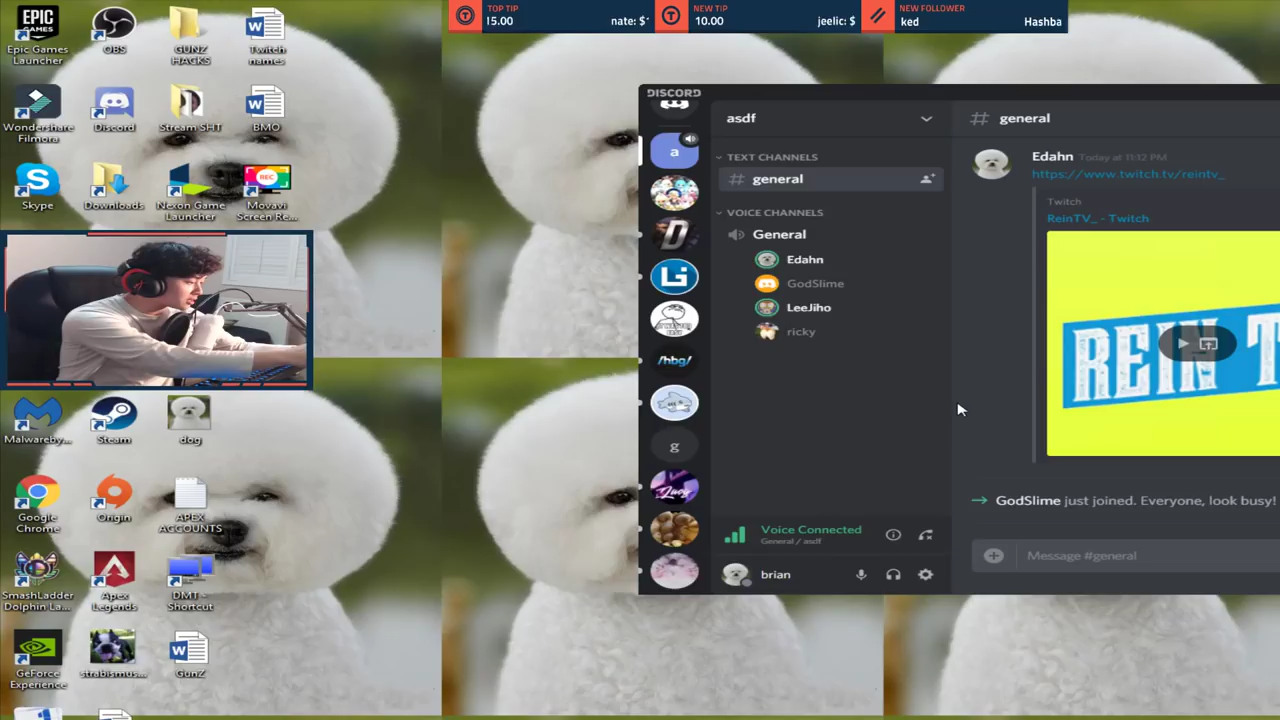 TOP TIP
15.00
nate: $
NEW TIP
10.00
jeelic: $
NEW FOLLOWER
ked
Hashba
EPIC
GAMES
Epic Games
Launcher
OBS
GUNZ
HACKS
Twitch
names
Wondershare
Filmora
Discord
Stream SHT
BMO
Skype
Downloads
Nexon Game
Launcher
REC
Movavi
Screen Re...
Malwareby...
Steam
dog
Google
Chrome
Origin
APEX
ACCOUNTS
SmashLadder
Dolphin La...
Apex
Legends
DMT -
Shortcut
GeForce
Experience
strabismus...
GunZ
DISCORD
asdf
general
a
TEXT CHANNELS
general
VOICE CHANNELS
General
Edahn
GodSlime
LeeJiho
ricky
/hbg/
g
Voice Connected
General / asdf
brian
Edahn Today at 11:12 PM
https://www.twitch.tv/reintv_
Twitch
ReinTV_ - Twitch
REIN T
GodSlime just joined. Everyone, look busy!
Message #general